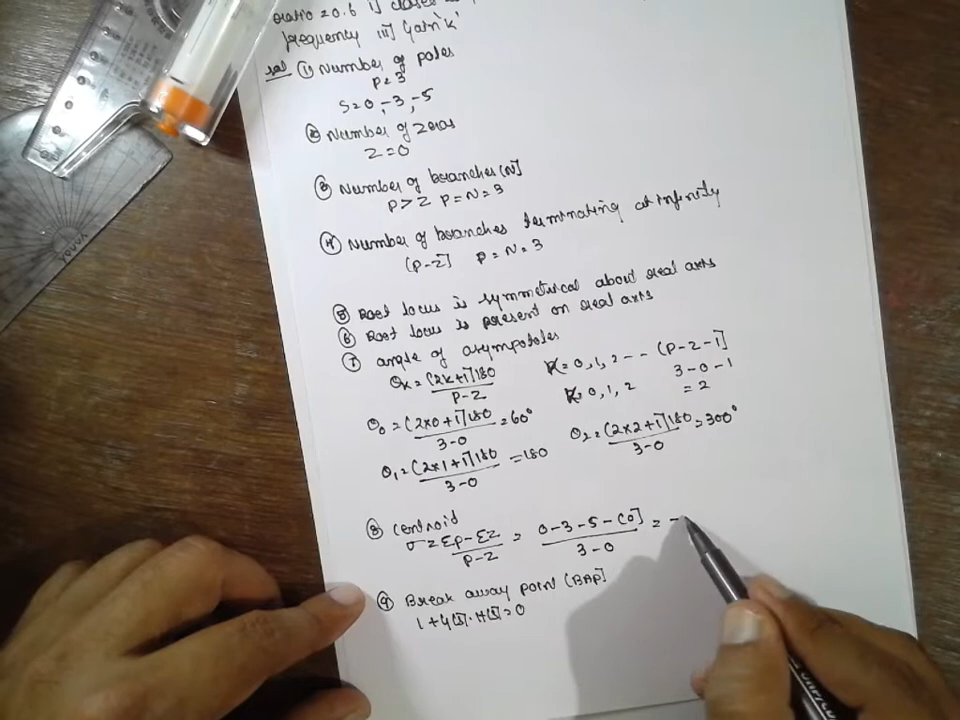 ratio = 0.6 ii] closed
frequency iii] Gain 'K'
Sol ① Number of poles
P = 3
S = 0, -3, -5
② Number of zeros
Z = 0
③ Number of branches [N]
P > Z P = N = 3
④ Number of branches terminating at infinity
[P-Z] P = N = 3
⑤ Root locus is symmetrical about real axis
⑥ Root locus is present on real axis
⑦ angle of asymptotes
θk = (2k+1]180 / P-Z K = 0, 1, 2 -- (P-Z-1]
K = 0, 1, 2 3-0-1 = 2
θ0 = (2×0+1]180 / 3-0 = 60° θ2 = (2×2+1]180 / 3-0 = 300°
θ1 = (2×1+1]180 / 3-0 = 180
⑧ Centroid
σ = Σp - Σz / P-Z = 0-3-5-(0] / 3-0 = -
⑨ Break away point (BAP]
1 + G[s]·H[s] = 0